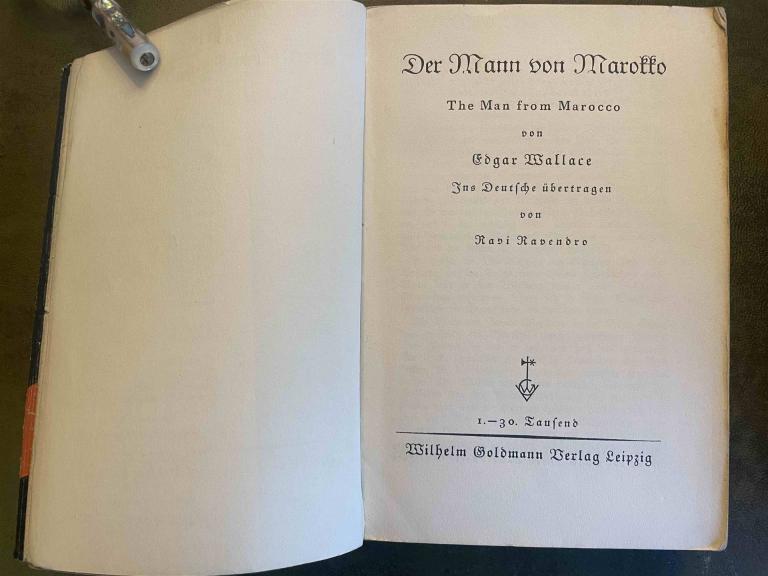 Der Mann von Marokko
The Man from Marocco
von
Edgar Wallace
Ins Deutsche übertragen
von
Ravi Ravendro
1.—30. Tausend
Wilhelm Goldmann Verlag Leipzig